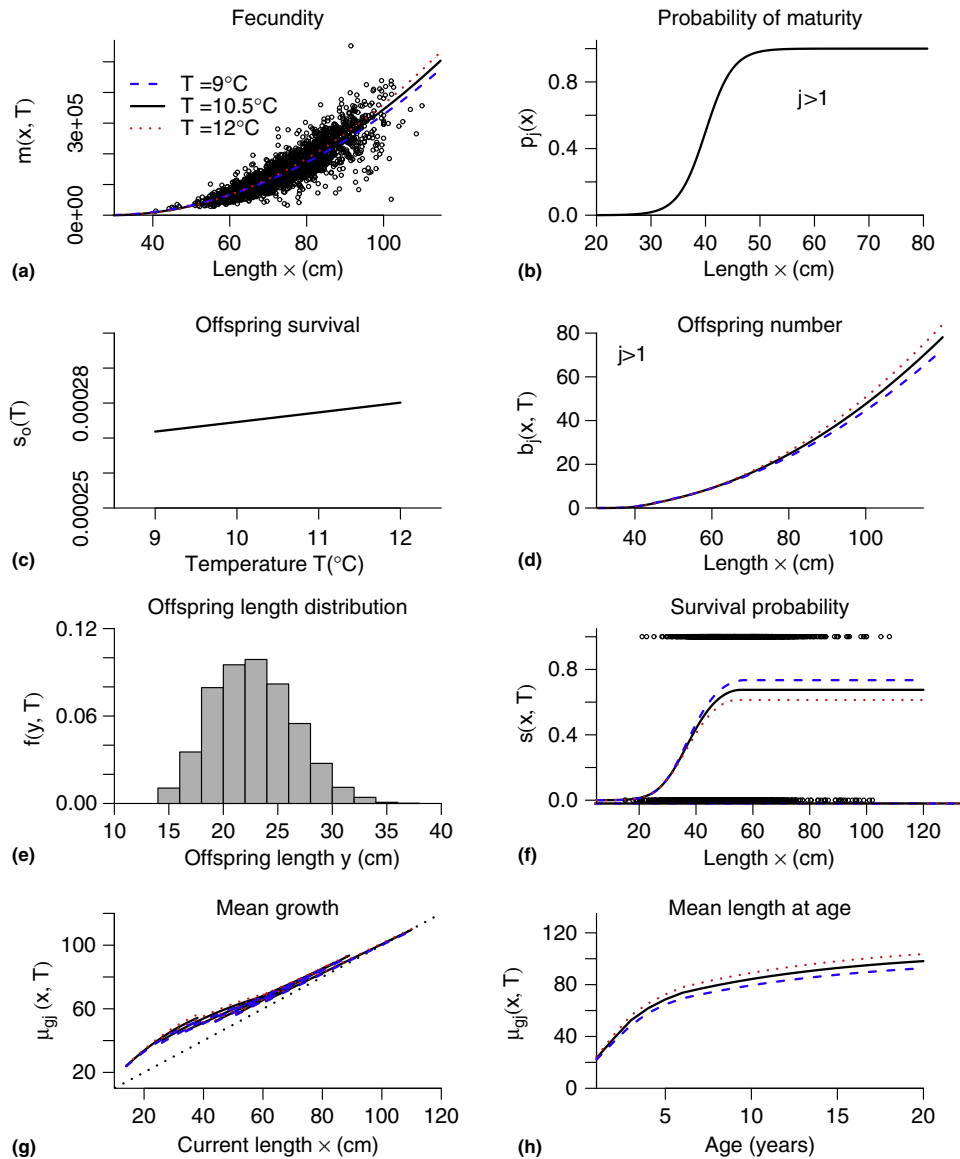 Fecundity
m(x, T)
0e+00
3e+05
T =9°C
T =10.5°C
T =12°C
40 60 80 100
Length × (cm)
(a)
Probability of maturity
pj(x)
0.0
0.4
0.8
j>1
20 30 40 50 60 70 80
Length × (cm)
(b)
Offspring survival
so(T)
0.00025
0.00028
9 10 11 12
Temperature T(°C)
(c)
Offspring number
bj(x, T)
80
60
40
20
0
j>1
40 60 80 100
Length × (cm)
(d)
Offspring length distribution
f(y, T)
0.12
0.06
0.00
10 15 20 25 30 35 40
Offspring length y (cm)
(e)
Survival probability
s(x, T)
0.8
0.4
0.0
20 40 60 80 100 120
Length × (cm)
(f)
Mean growth
μgj (x, T)
100
60
20
20 40 60 80 100 120
Current length × (cm)
(g)
Mean length at age
μgj(x, T)
120
80
40
0
5 10 15 20
Age (years)
(h)